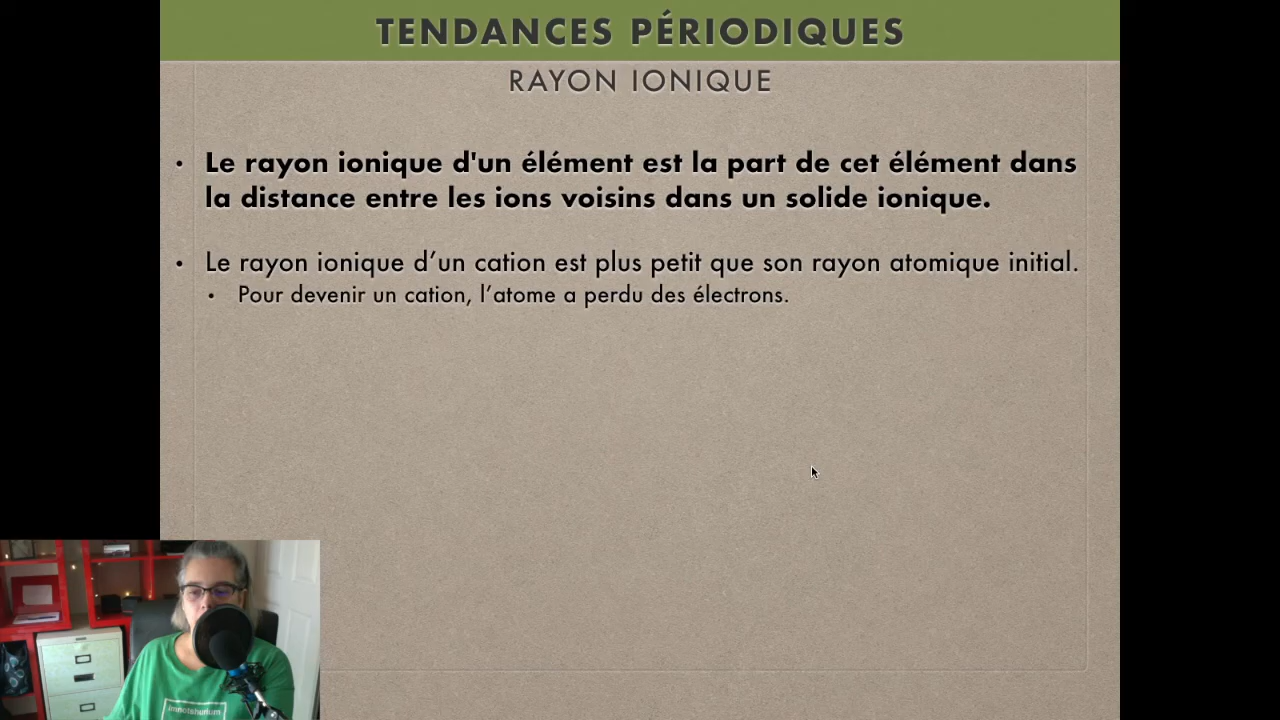 TENDANCES PÉRIODIQUES
RAYON IONIQUE
• Le rayon ionique d'un élément est la part de cet élément dans
la distance entre les ions voisins dans un solide ionique.
• Le rayon ionique d’un cation est plus petit que son rayon atomique initial.
• Pour devenir un cation, l’atome a perdu des électrons.